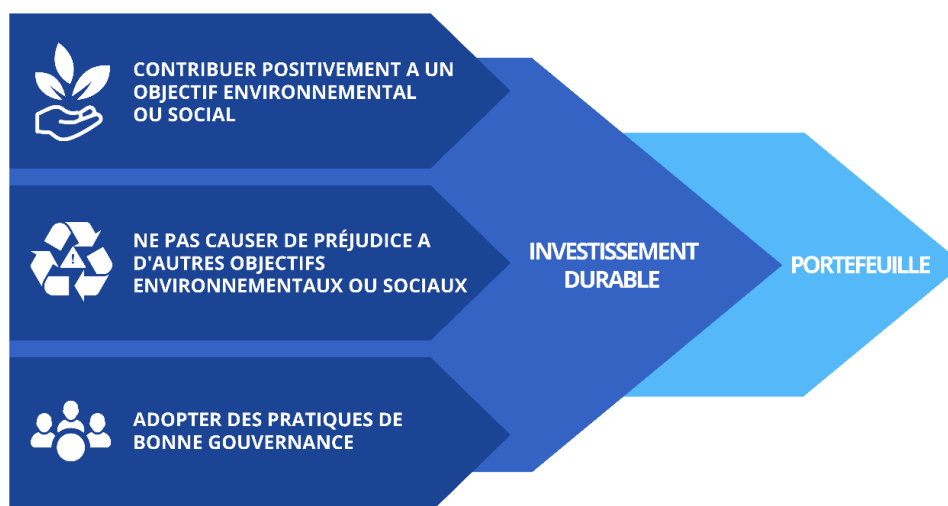 CONTRIBUER POSITIVEMENT A UN
OBJECTIF ENVIRONNEMENTAL
OU SOCIAL
NE PAS CAUSER DE PRÉJUDICE A
D'AUTRES OBJECTIFS
ENVIRONNEMENTAUX OU SOCIAUX
ADOPTER DES PRATIQUES DE
BONNE GOUVERNANCE
INVESTISSEMENT
DURABLE
PORTEFEUILLE